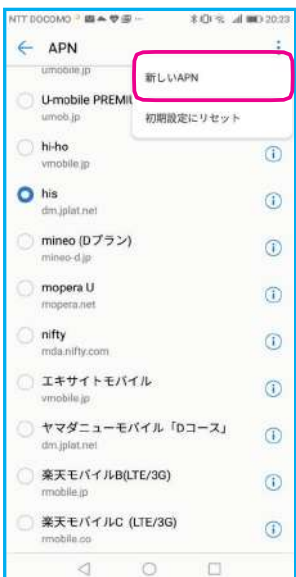 NTT DOCOMO 20:23
APN
新しいAPN
初期設定にリセット
umobile.jp
U-mobile PREMIU
umob.jp
hi-ho
vmobile.jp
his
dm.jplat.net
mineo (Dプラン)
mineo-d.jp
mopera U
mopera.net
nifty
mda.nifty.com
エキサイトモバイル
vmobile.jp
ヤマダニューモバイル「Dコース」
dm.jplat.net
楽天モバイルB(LTE/3G)
rmobile.jp
楽天モバイルC (LTE/3G)
rmobile.co